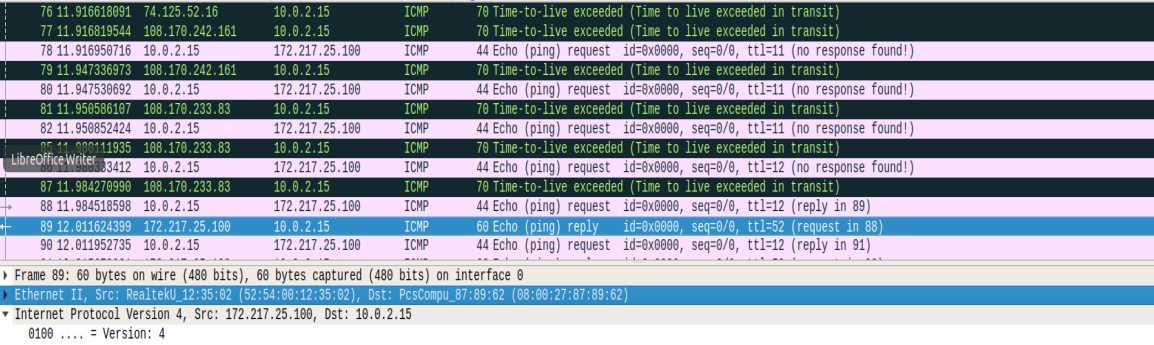 76 11.916618091 74.125.52.16 10.0.2.15 ICMP 70 Time-to-live exceeded (Time to live exceeded in transit)
77 11.916819544 108.170.242.161 10.0.2.15 ICMP 70 Time-to-live exceeded (Time to live exceeded in transit)
78 11.916950716 10.0.2.15 172.217.25.100 ICMP 44 Echo (ping) request id=0x0000, seq=0/0, ttl=11 (no response found!)
79 11.947336973 108.170.242.161 10.0.2.15 ICMP 70 Time-to-live exceeded (Time to live exceeded in transit)
80 11.947530692 10.0.2.15 172.217.25.100 ICMP 44 Echo (ping) request id=0x0000, seq=0/0, ttl=11 (no response found!)
81 11.950586107 108.170.233.83 10.0.2.15 ICMP 70 Time-to-live exceeded (Time to live exceeded in transit)
82 11.950852424 10.0.2.15 172.217.25.100 ICMP 44 Echo (ping) request id=0x0000, seq=0/0, ttl=11 (no response found!)
108.170.233.83 10.0.2.15 ICMP 70 Time-to-live exceeded (Time to live exceeded in transit)
LibreOffice Writer
10.0.2.15 172.217.25.100 ICMP 44 Echo (ping) request id=0x0000, seq=0/0, ttl=12 (no response found!)
87 11.984270990 108.170.233.83 10.0.2.15 ICMP 70 Time-to-live exceeded (Time to live exceeded in transit)
88 11.984518598 10.0.2.15 172.217.25.100 ICMP 44 Echo (ping) request id=0x0000, seq=0/0, ttl=12 (reply in 89)
89 12.011624399 172.217.25.100 10.0.2.15 ICMP 60 Echo (ping) reply id=0x0000, seq=0/0, ttl=52 (request in 88)
90 12.011952735 10.0.2.15 172.217.25.100 ICMP 44 Echo (ping) request id=0x0000, seq=0/0, ttl=12 (reply in 91)
Frame 89: 60 bytes on wire (480 bits), 60 bytes captured (480 bits) on interface 0
Ethernet II, Src: RealtekU_12:35:02 (52:54:00:12:35:02), Dst: PcsCompu_87:89:62 (08:00:27:87:89:62)
Internet Protocol Version 4, Src: 172.217.25.100, Dst: 10.0.2.15
0100 .... = Version: 4